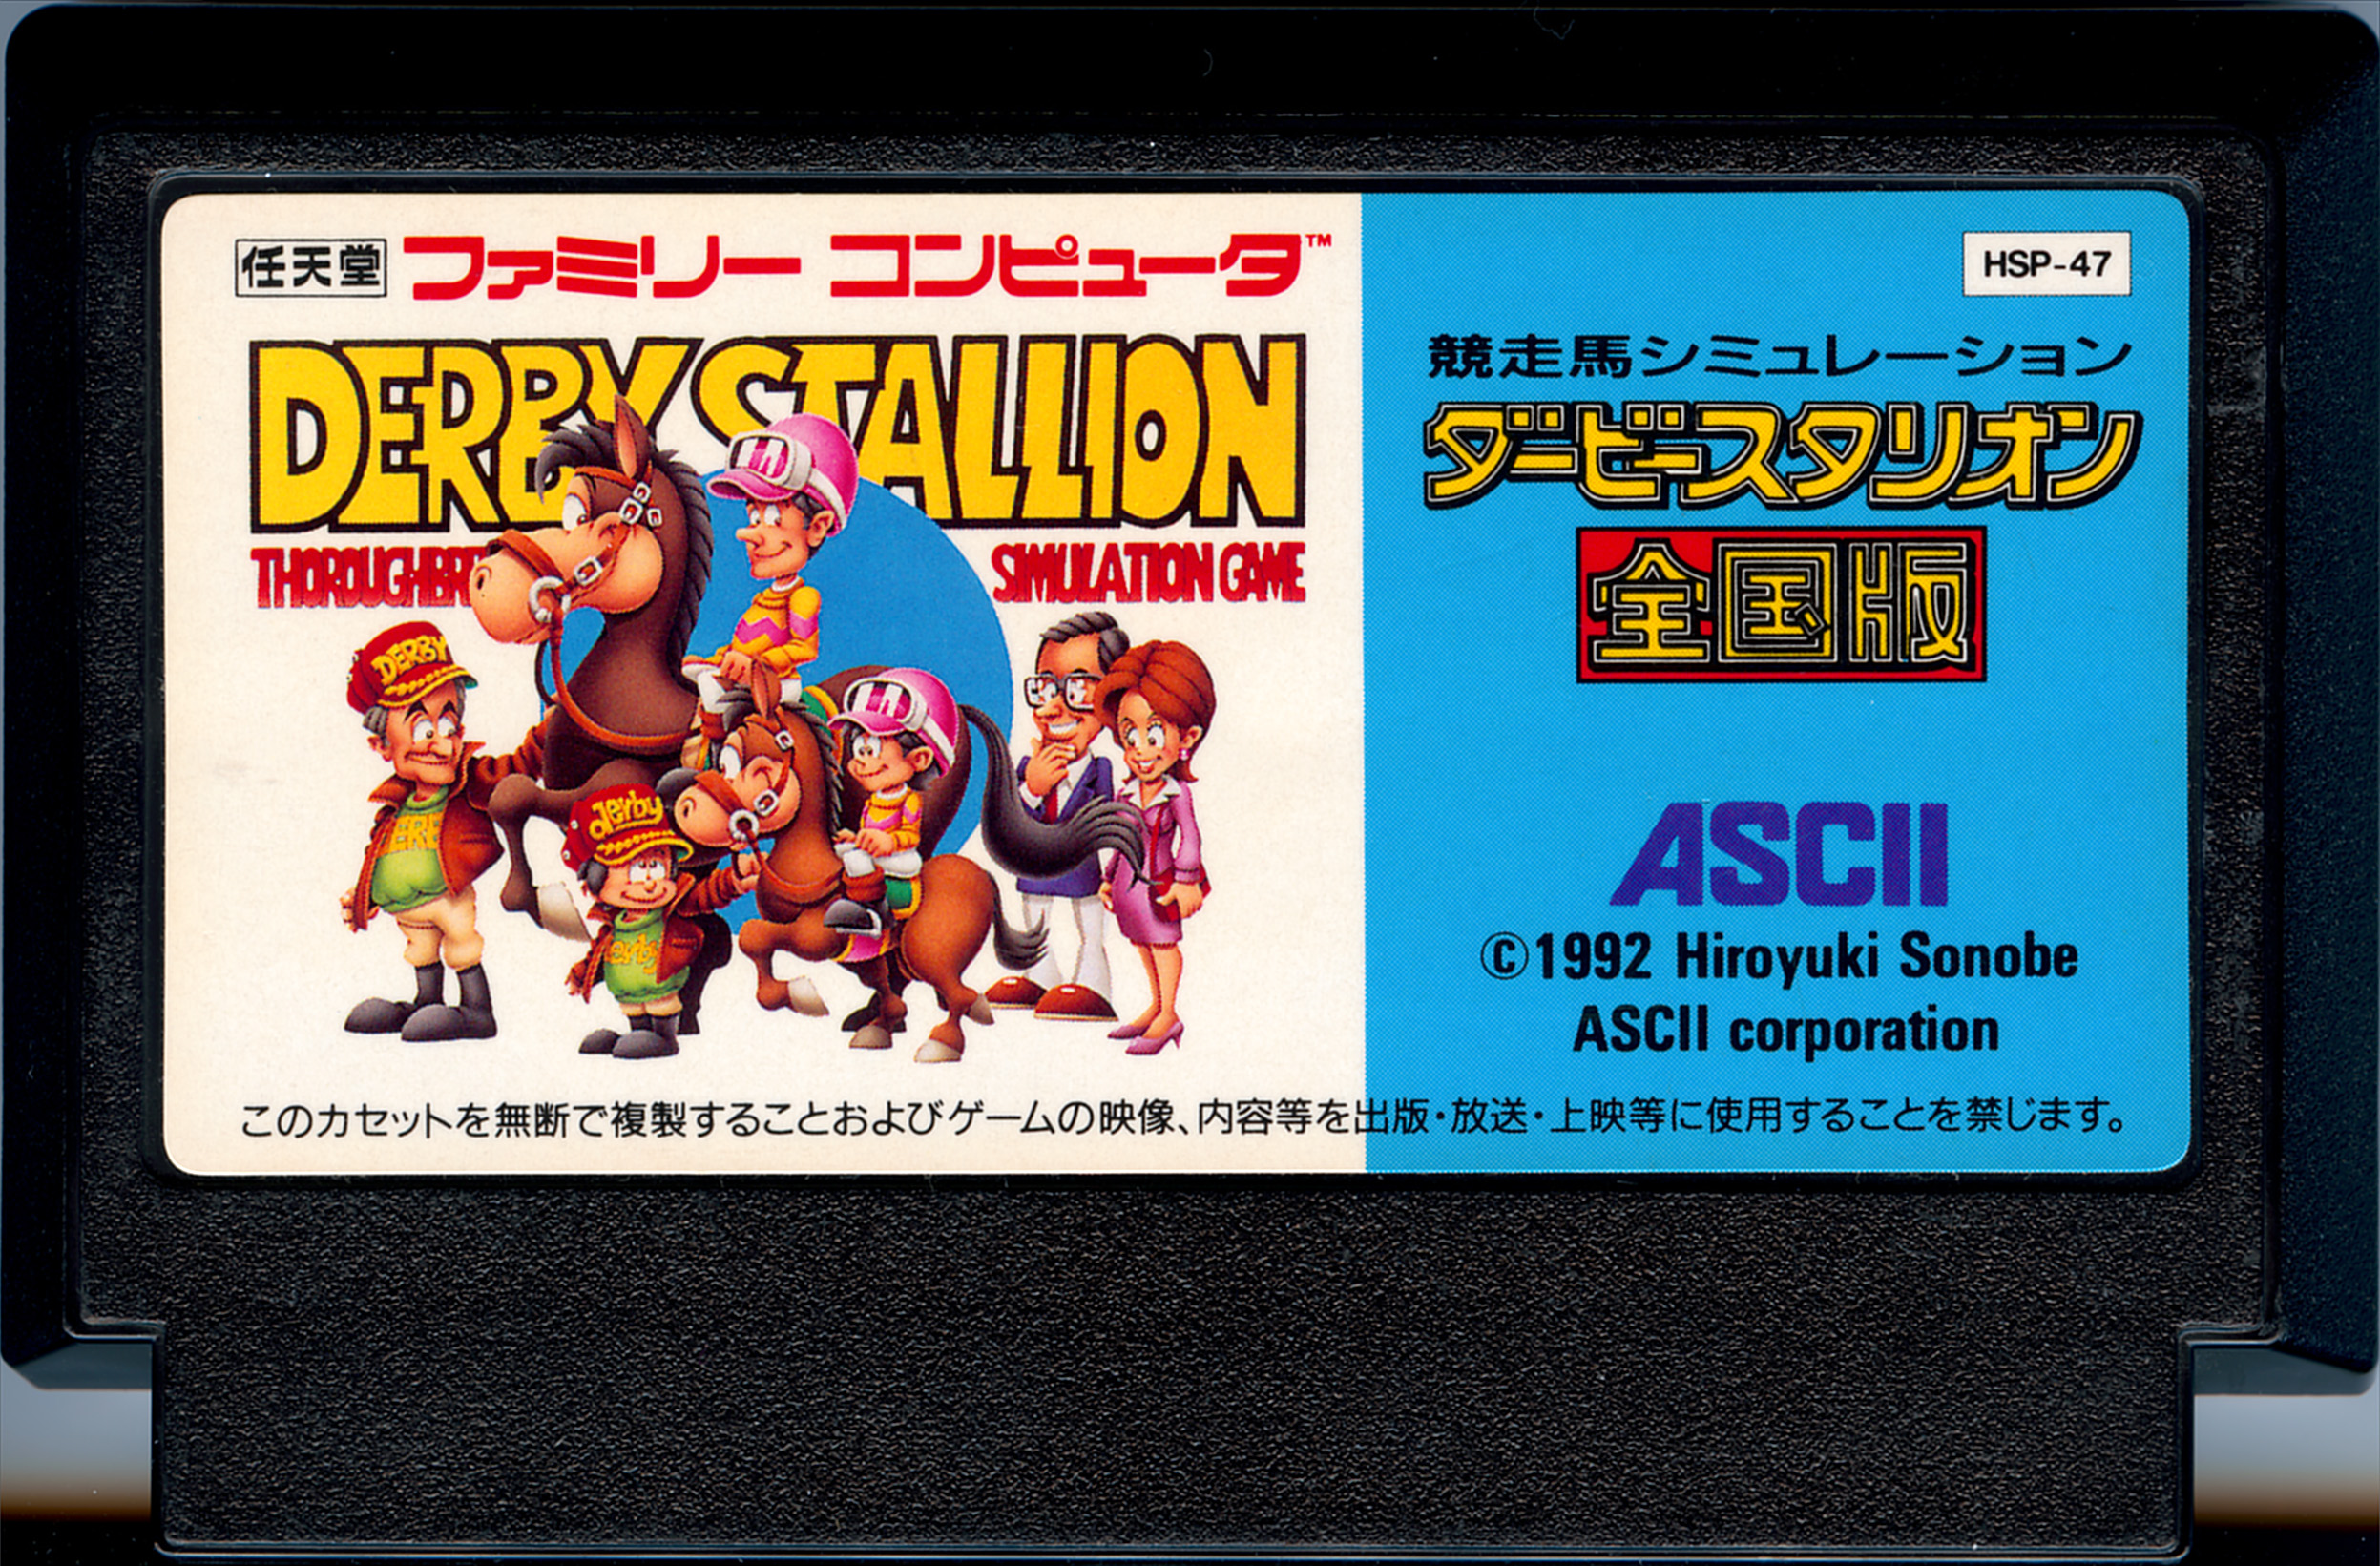 任天堂 ファミリー コンピュータ™
DERBY STALLION
THOROUGHBRE SIMULATION GAME
DERBY
DERB
derby
derby
HSP-47
競走馬シミュレーション
ダービースタリオン
全国版
ASCII
©1992 Hiroyuki Sonobe
ASCII corporation
このカセットを無断で複製することおよびゲームの映像、内容等を出版・放送・上映等に使用することを禁じます。